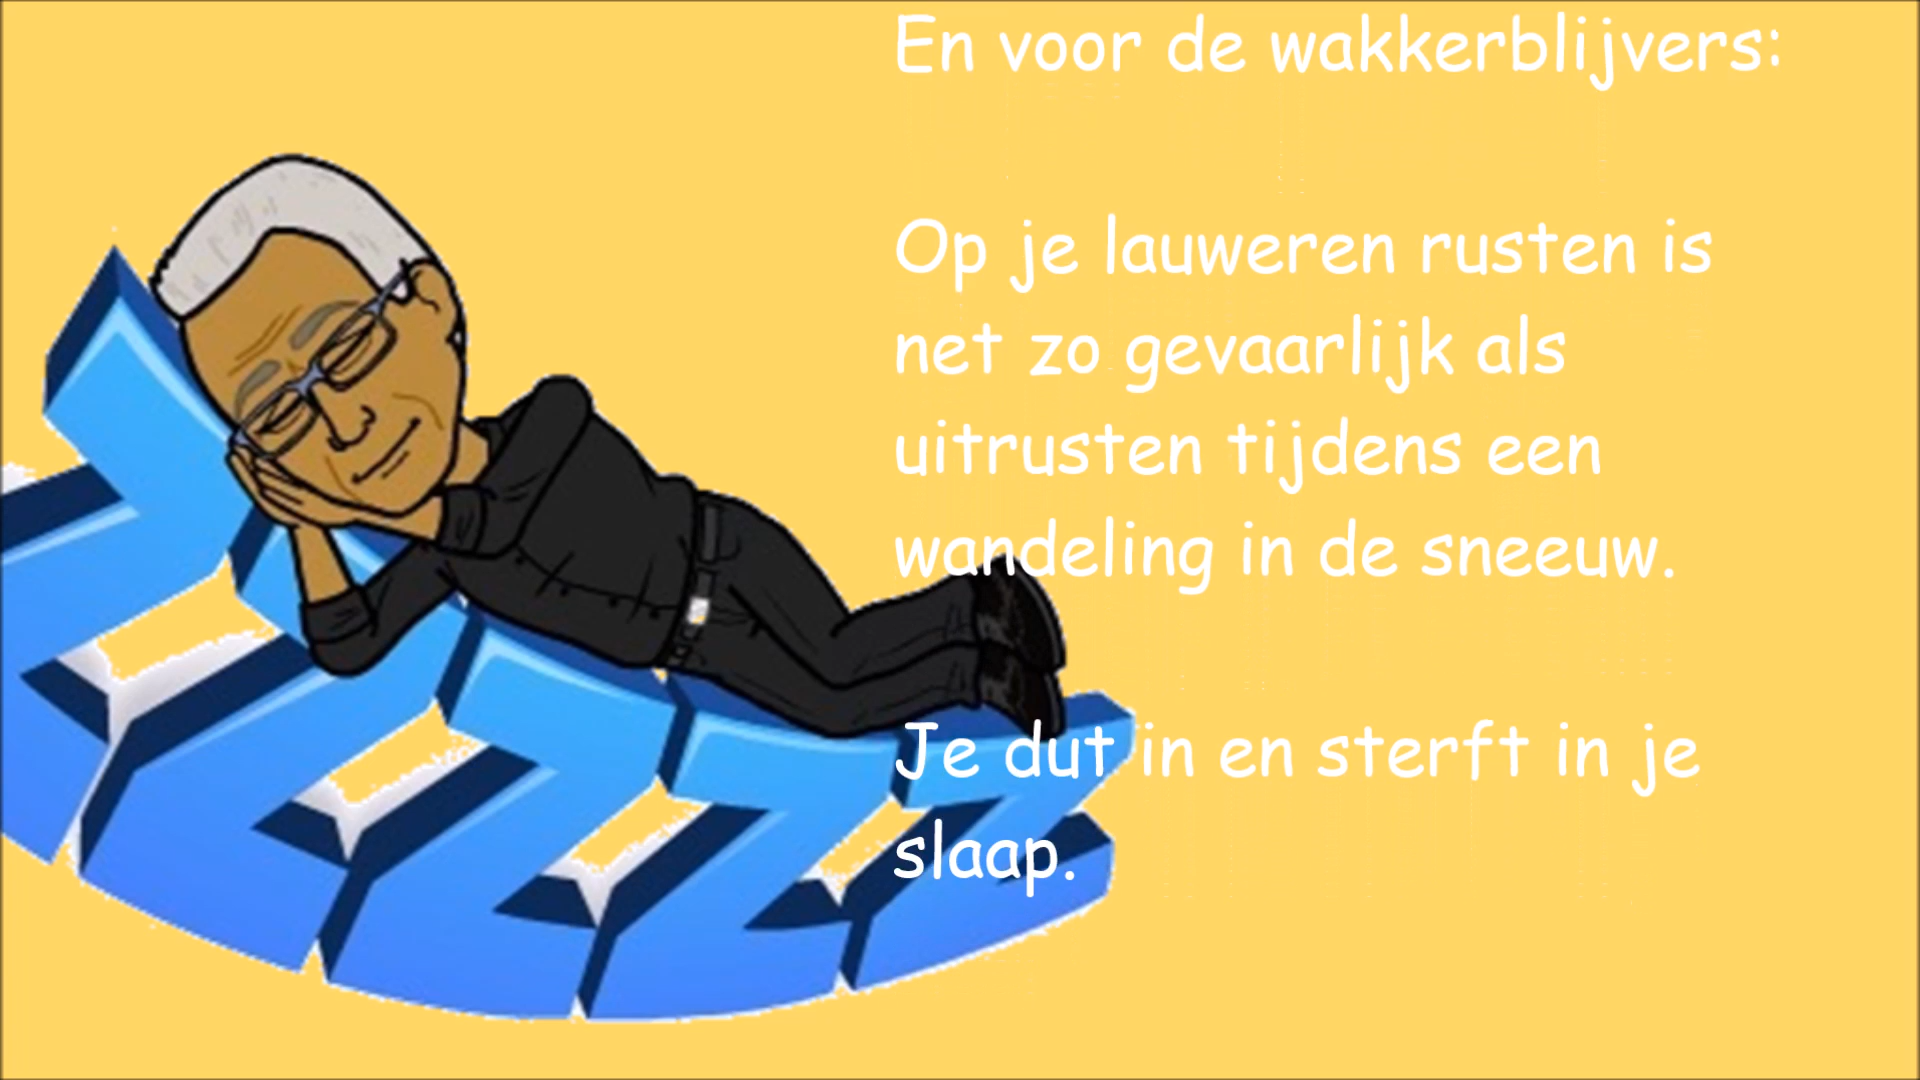 En voor de wakkerblijvers:
Op je lauweren rusten is
net zo gevaarlijk als
uitrusten tijdens een
wandeling in de sneeuw.
Je dut in en sterft in je
slaap.